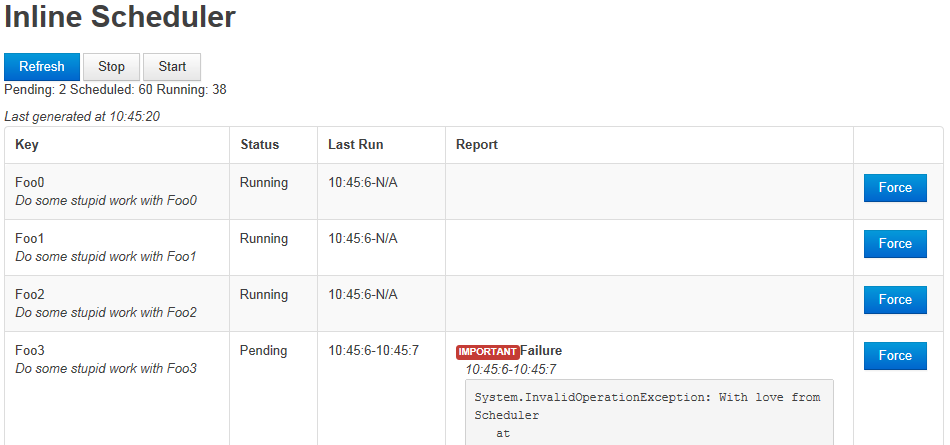 Inline Scheduler
Refresh Stop Start
Pending: 2 Scheduled: 60 Running: 38
Last generated at 10:45:20
Key Status Last Run Report
Foo0 Running 10:45:6-N/A Force
Do some stupid work with Foo0
Foo1 Running 10:45:6-N/A Force
Do some stupid work with Foo1
Foo2 Running 10:45:6-N/A Force
Do some stupid work with Foo2
Foo3 Pending 10:45:6-10:45:7 IMPORTANT Failure Force
Do some stupid work with Foo3 10:45:6-10:45:7
System.InvalidOperationException: With love from
Scheduler
at